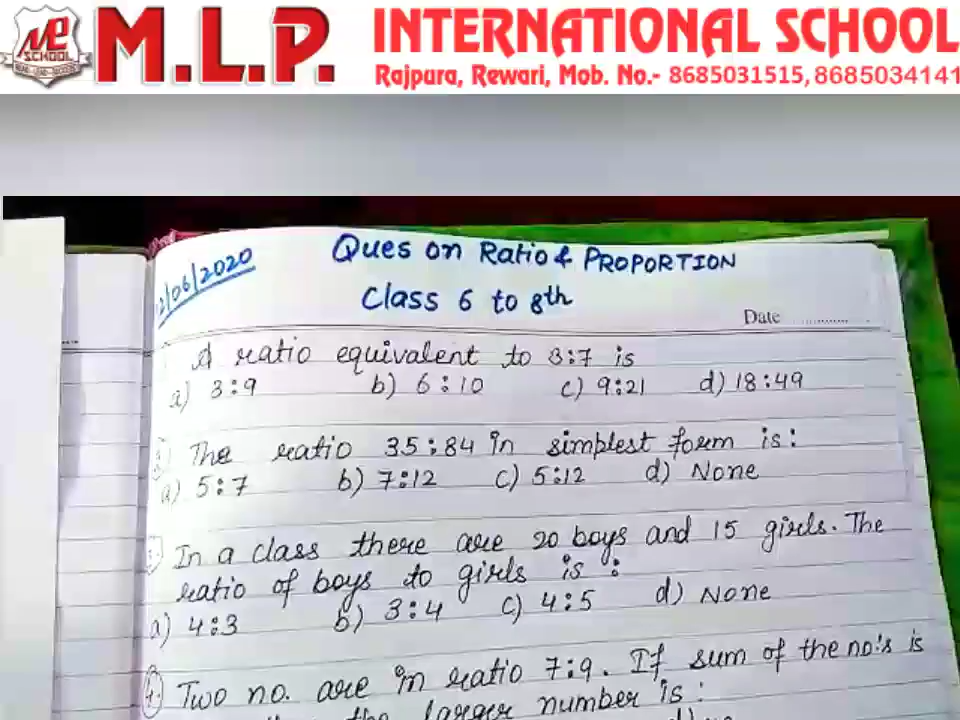 SCHOOL
M.L.P. INTERNATIONAL SCHOOL
Rajpura, Rewari, Mob. No.- 8685031515, 8685034141
12/06/2020
Ques on Ratio & PROPORTION
Class 6 to 8th
Date ............
A ratio equivalent to 3:7 is
a) 3:9 b) 6:10 c) 9:21 d) 18:49
The ratio 35:84 in simplest form is:
a) 5:7 b) 7:12 c) 5:12 d) None
In a class there are 20 boys and 15 girls. The
ratio of boys to girls is :
a) 4:3 b) 3:4 c) 4:5 d) None
4. Two no. are in ratio 7:9. If sum of the no:s is
the larger number is: